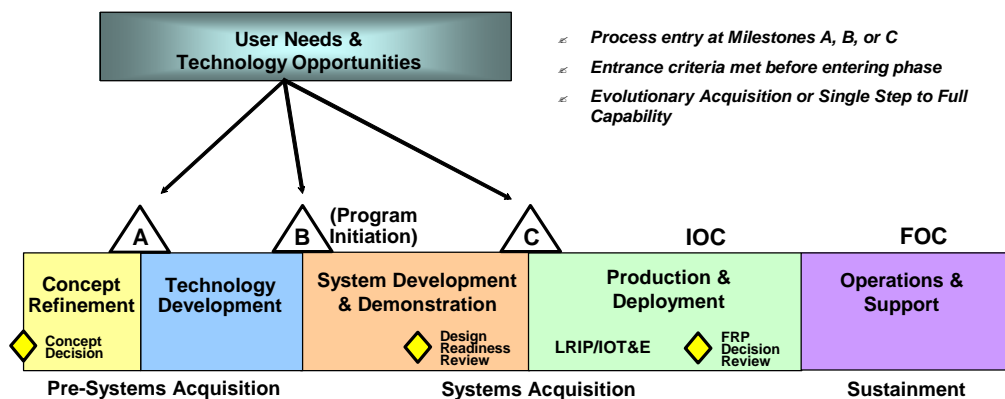 User Needs &
Technology Opportunities
Process entry at Milestones A, B, or C
Entrance criteria met before entering phase
Evolutionary Acquisition or Single Step to Full
Capability
A
B
(Program
Initiation)
C
IOC
FOC
Concept
Refinement
Technology
Development
System Development
& Demonstration
Production &
Deployment
Operations &
Support
Concept
Decision
Design
Readiness
Review
LRIP/IOT&E
FRP
Decision
Review
Pre-Systems Acquisition
Systems Acquisition
Sustainment